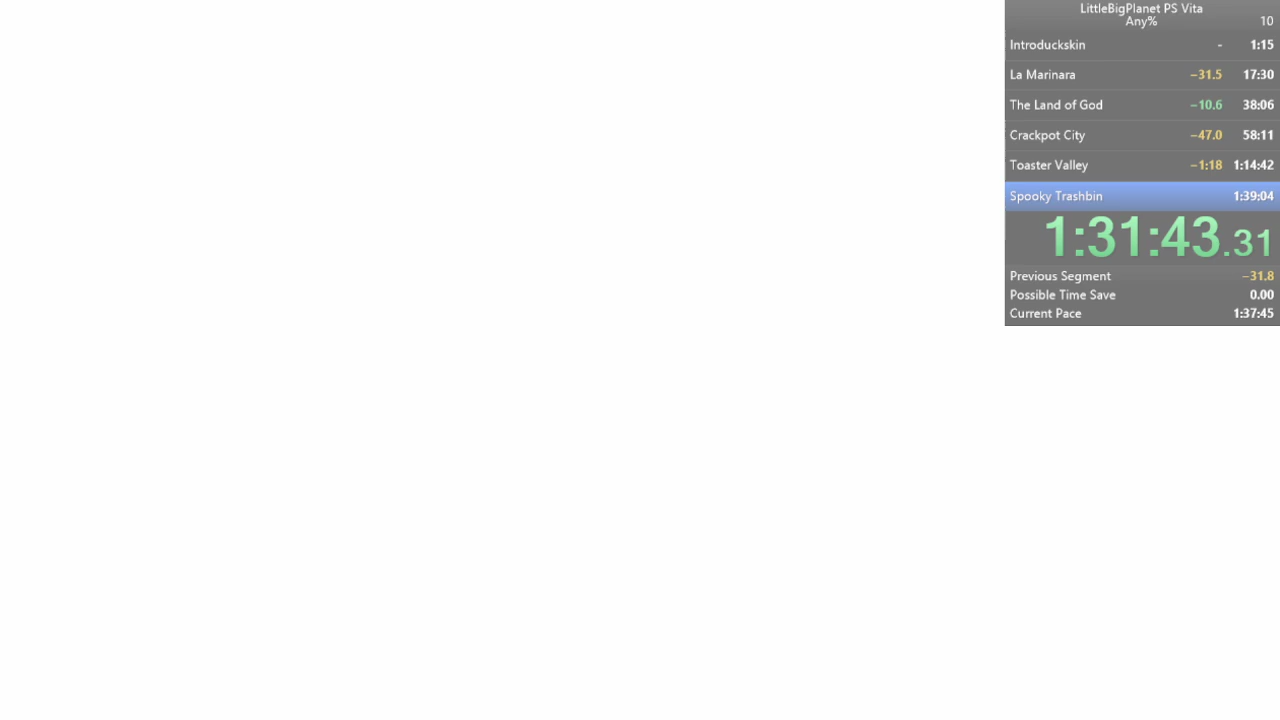 LittleBigPlanet PS Vita
Any% 10
Introduckskin - 1:15
La Marinara −31.5 17:30
The Land of God −10.6 38:06
Crackpot City −47.0 58:11
Toaster Valley −1:18 1:14:42
Spooky Trashbin 1:39:04
1:31:43.31
Previous Segment −31.8
Possible Time Save 0.00
Current Pace 1:37:45